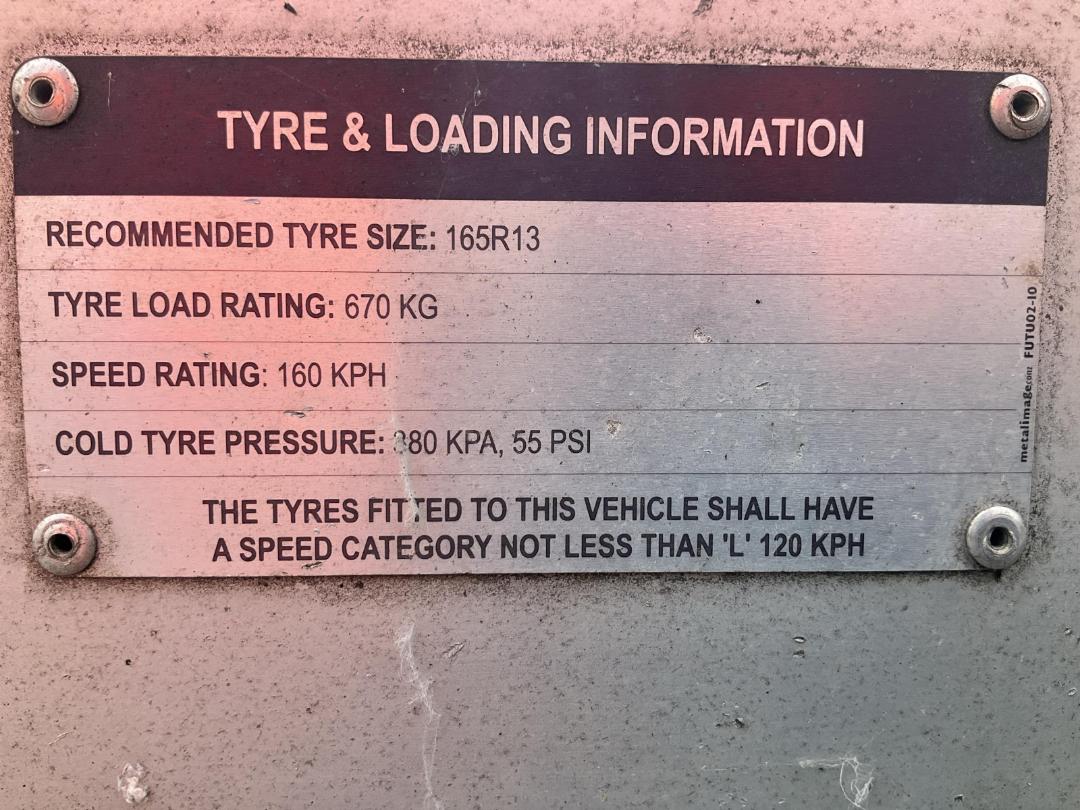 TYRE & LOADING INFORMATION
RECOMMENDED TYRE SIZE: 165R13
TYRE LOAD RATING: 670 KG
SPEED RATING: 160 KPH
COLD TYRE PRESSURE: 380 KPA, 55 PSI
THE TYRES FITTED TO THIS VEHICLE SHALL HAVE
A SPEED CATEGORY NOT LESS THAN 'L' 120 KPH
metalimage FUTU02-10